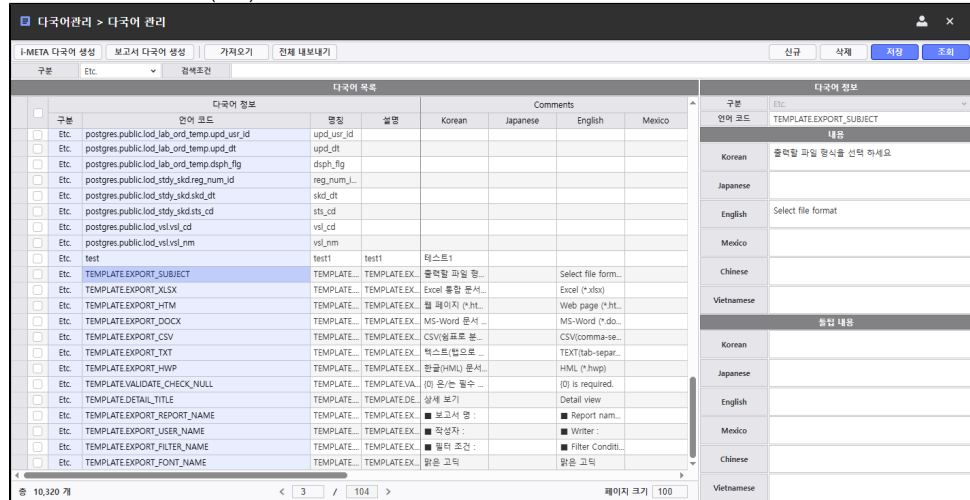 다국어관리 > 다국어 관리
i-META 다국어 생성 보고서 다국어 생성 가져오기 전체 내보내기 신규 삭제 저장 조회
구분 Etc. 검색조건
다국어 목록
다국어 정보 Comments
구분 언어 코드 명칭 설명 Korean Japanese English Mexico
Etc. postgres.public.lod_lab_ord_temp.upd_usr_id upd_usr_id
Etc. postgres.public.lod_lab_ord_temp.upd_dt upd_dt
Etc. postgres.public.lod_lab_ord_temp.dsph_flg dsph_flg
Etc. postgres.public.lod_stdy_skd.reg_num_id reg_num_i...
Etc. postgres.public.lod_stdy_skd.skd_dt skd_dt
Etc. postgres.public.lod_stdy_skd.sts_cd sts_cd
Etc. postgres.public.lod_vsl.vsl_cd vsl_cd
Etc. postgres.public.lod_vsl.vsl_nm vsl_nm
Etc. test test1 test1 테스트1
Etc. TEMPLATE.EXPORT_SUBJECT TEMPLATE.... TEMPLATE.EX... 출력할 파일 형... Select file form...
Etc. TEMPLATE.EXPORT_XLSX TEMPLATE.... TEMPLATE.EX... Excel 통합 문서... Excel (*.xlsx)
Etc. TEMPLATE.EXPORT_HTM TEMPLATE.... TEMPLATE.EX... 웹 페이지 (*.ht... Web page (*.ht...
Etc. TEMPLATE.EXPORT_DOCX TEMPLATE.... TEMPLATE.EX... MS-Word 문서 ... MS-Word (*.do...
Etc. TEMPLATE.EXPORT_CSV TEMPLATE.... TEMPLATE.EX... CSV(쉼표로 분... CSV(comma-se...
Etc. TEMPLATE.EXPORT_TXT TEMPLATE.... TEMPLATE.EX... 텍스트(탭으로 ... TEXT(tab-separ...
Etc. TEMPLATE.EXPORT_HWP TEMPLATE.... TEMPLATE.EX... 한글(HML) 문서... HML (*.hwp)
Etc. TEMPLATE.VALIDATE_CHECK_NULL TEMPLATE.... TEMPLATE.VA... {0} 은/는 필수 ... {0} is required.
Etc. TEMPLATE.DETAIL_TITLE TEMPLATE.... TEMPLATE.DE... 상세 보기 Detail view
Etc. TEMPLATE.EXPORT_REPORT_NAME TEMPLATE.... TEMPLATE.EX... ■ 보고서 명 : ■ Report nam...
Etc. TEMPLATE.EXPORT_USER_NAME TEMPLATE.... TEMPLATE.EX... ■ 작성자 : ■ Writer :
Etc. TEMPLATE.EXPORT_FILTER_NAME TEMPLATE.... TEMPLATE.EX... ■ 필터 조건 : ■ Filter Conditi...
Etc. TEMPLATE.EXPORT_FONT_NAME TEMPLATE.... TEMPLATE.EX... 맑은 고딕 맑은 고딕
총 10,320 개 < 3 / 104 > 페이지 크기 100
다국어 정보
구분 Etc.
언어 코드 TEMPLATE.EXPORT_SUBJECT
내용
Korean 출력할 파일 형식을 선택 하세요
Japanese
English Select file format
Mexico
Chinese
Vietnamese
툴팁 내용
Korean
Japanese
English
Mexico
Chinese
Vietnamese